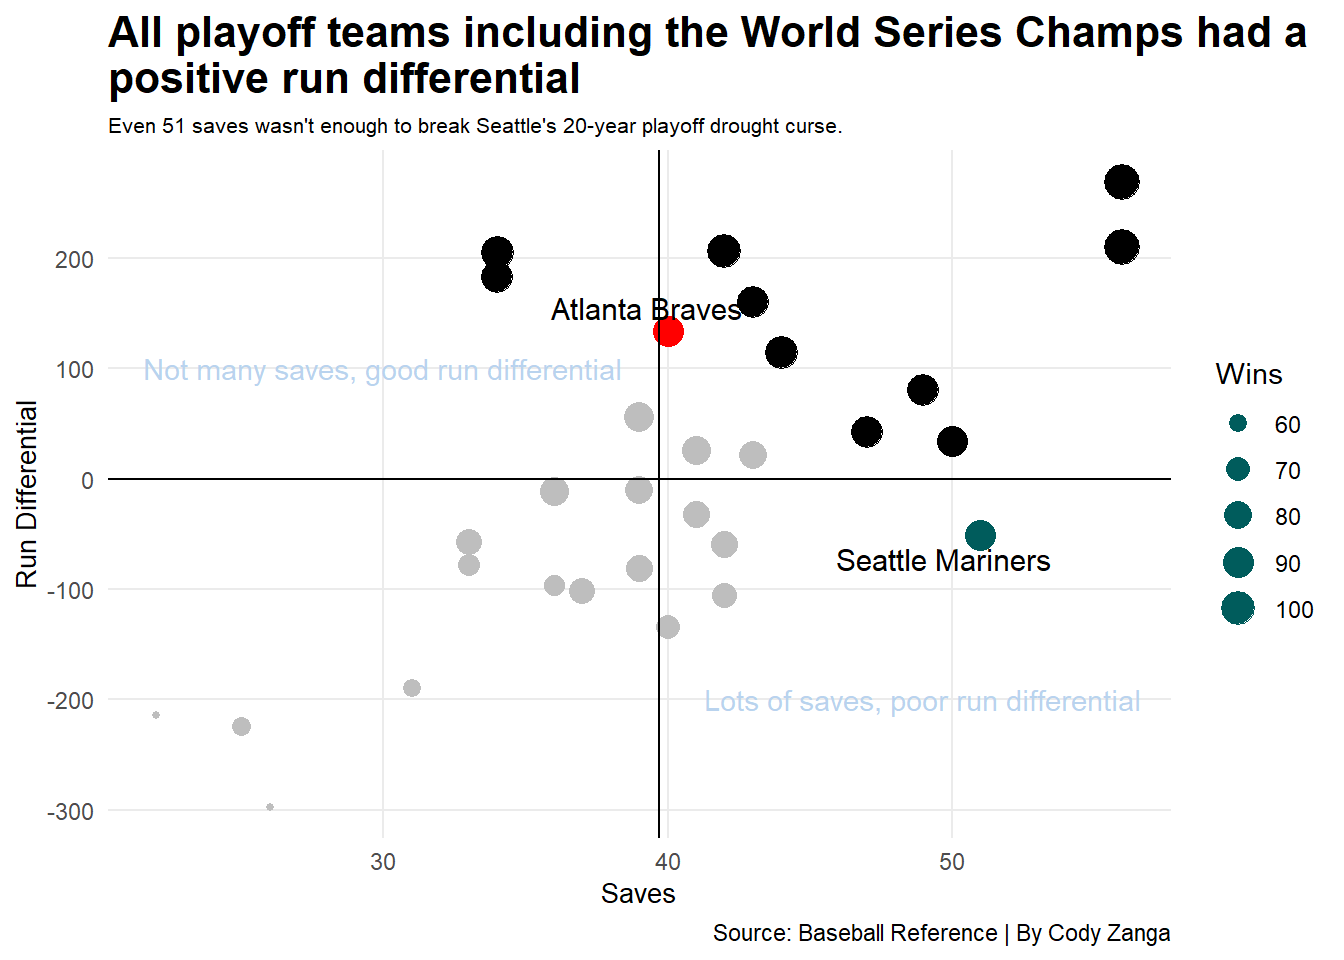 All playoff teams including the World Series Champs had a
positive run differential
Even 51 saves wasn't enough to break Seattle's 20-year playoff drought curse.
Run Differential
200
100
0
-100
-200
-300
Atlanta Braves
Not many saves, good run differential
Seattle Mariners
Lots of saves, poor run differential
30
40
50
Saves
Wins
60
70
80
90
100
Source: Baseball Reference | By Cody Zanga